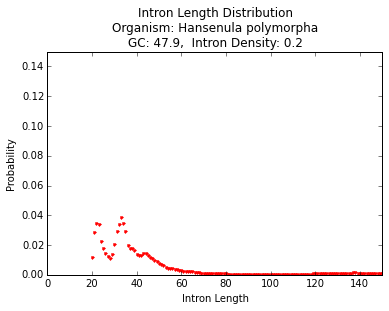 Intron Length Distribution
Organism: Hansenula polymorpha
GC: 47.9,  Intron Density: 0.2
0.14
0.12
0.10
0.08
0.06
0.04
0.02
0.00
Probability
0 20 40 60 80 100 120 140
Intron Length